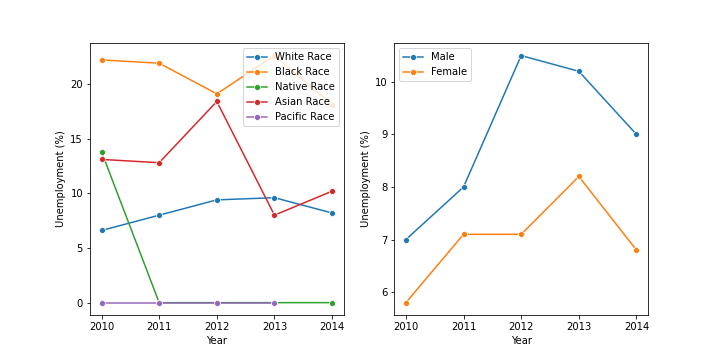 White Race
Black Race
Native Race
Asian Race
Pacific Race
Unemployment (%)
20
15
10
5
0
2010 2011 2012 2013 2014
Year
Male
Female
Unemployment (%)
10
9
8
7
6
2010 2011 2012 2013 2014
Year